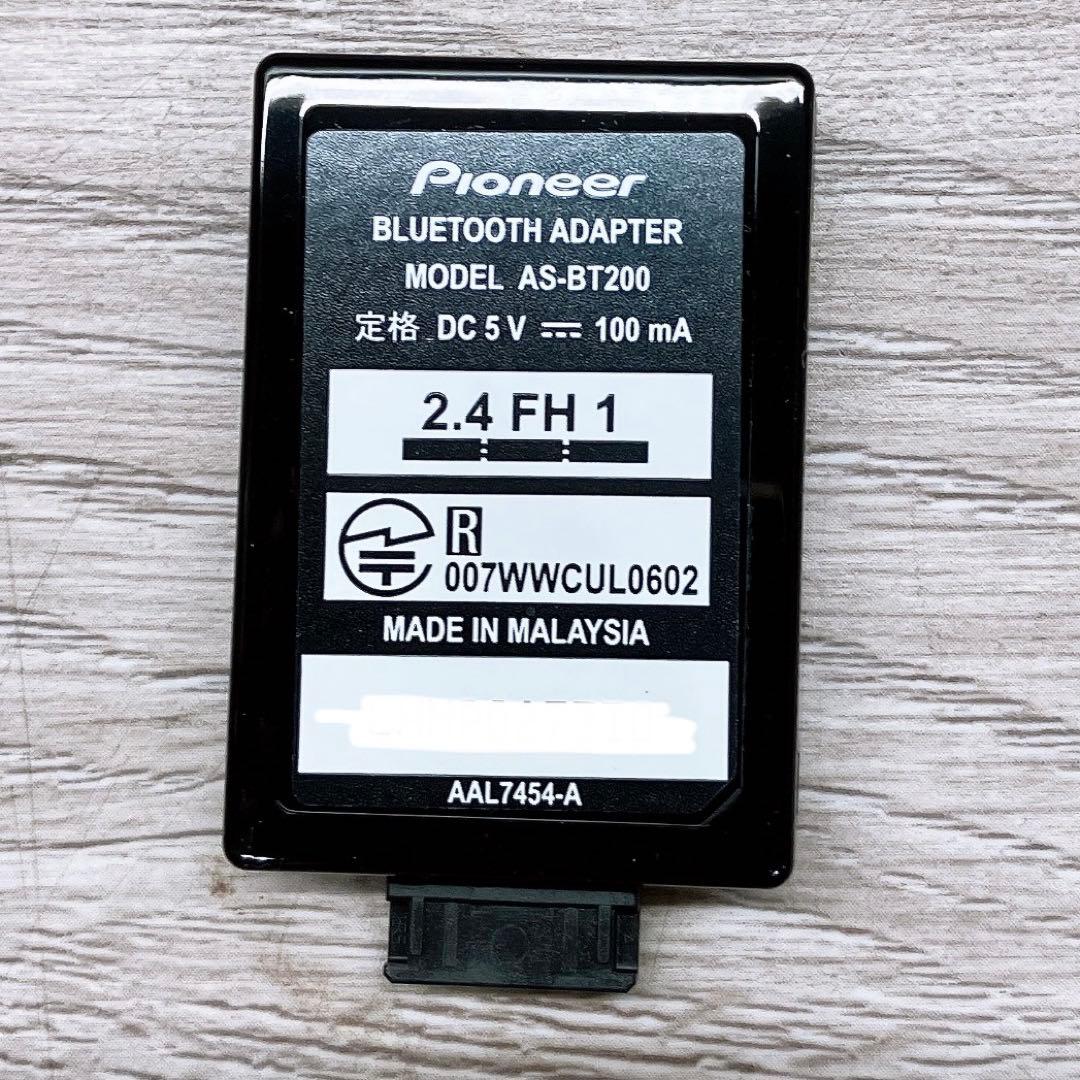 Pioneer
BLUETOOTH ADAPTER
MODEL AS-BT200
定格 DC 5 V ⎓ 100 mA
2.4 FH 1
R
007WWCUL0602
MADE IN MALAYSIA
AAL7454-A